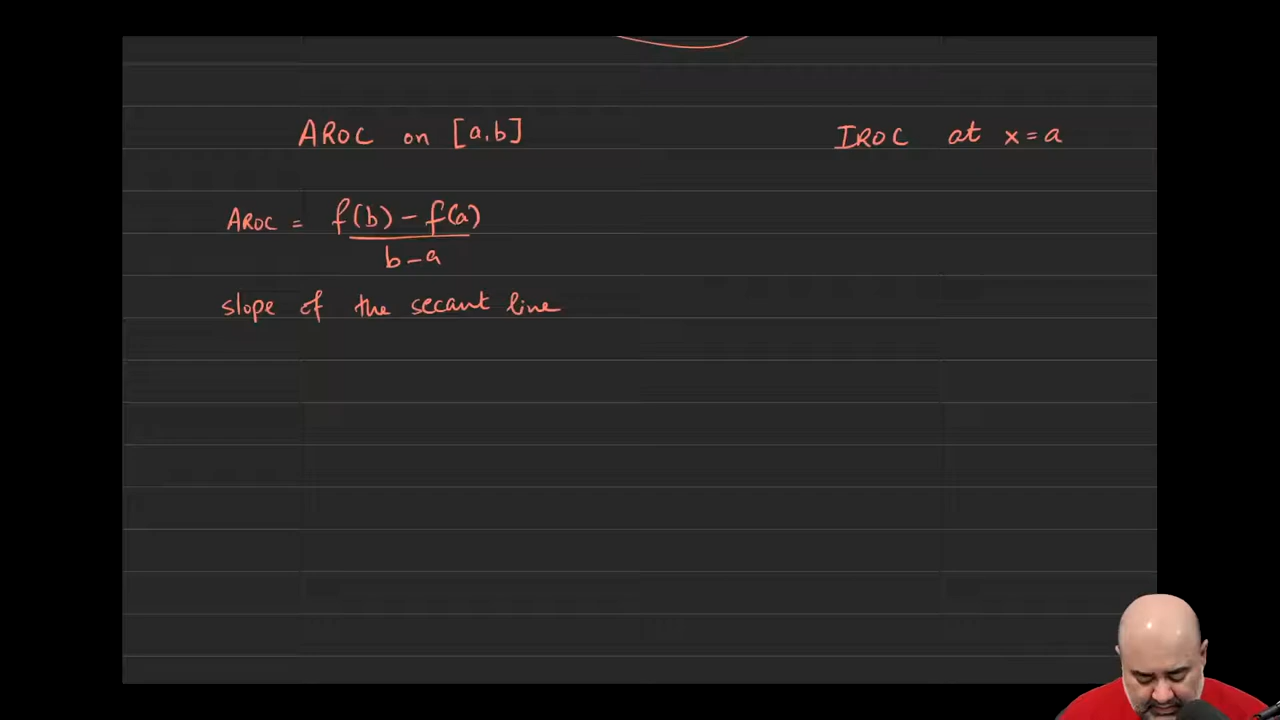 AROC on [a,b]
IROC at x=a
AROC = f(b) - f(a)
b-a
slope of the secant line